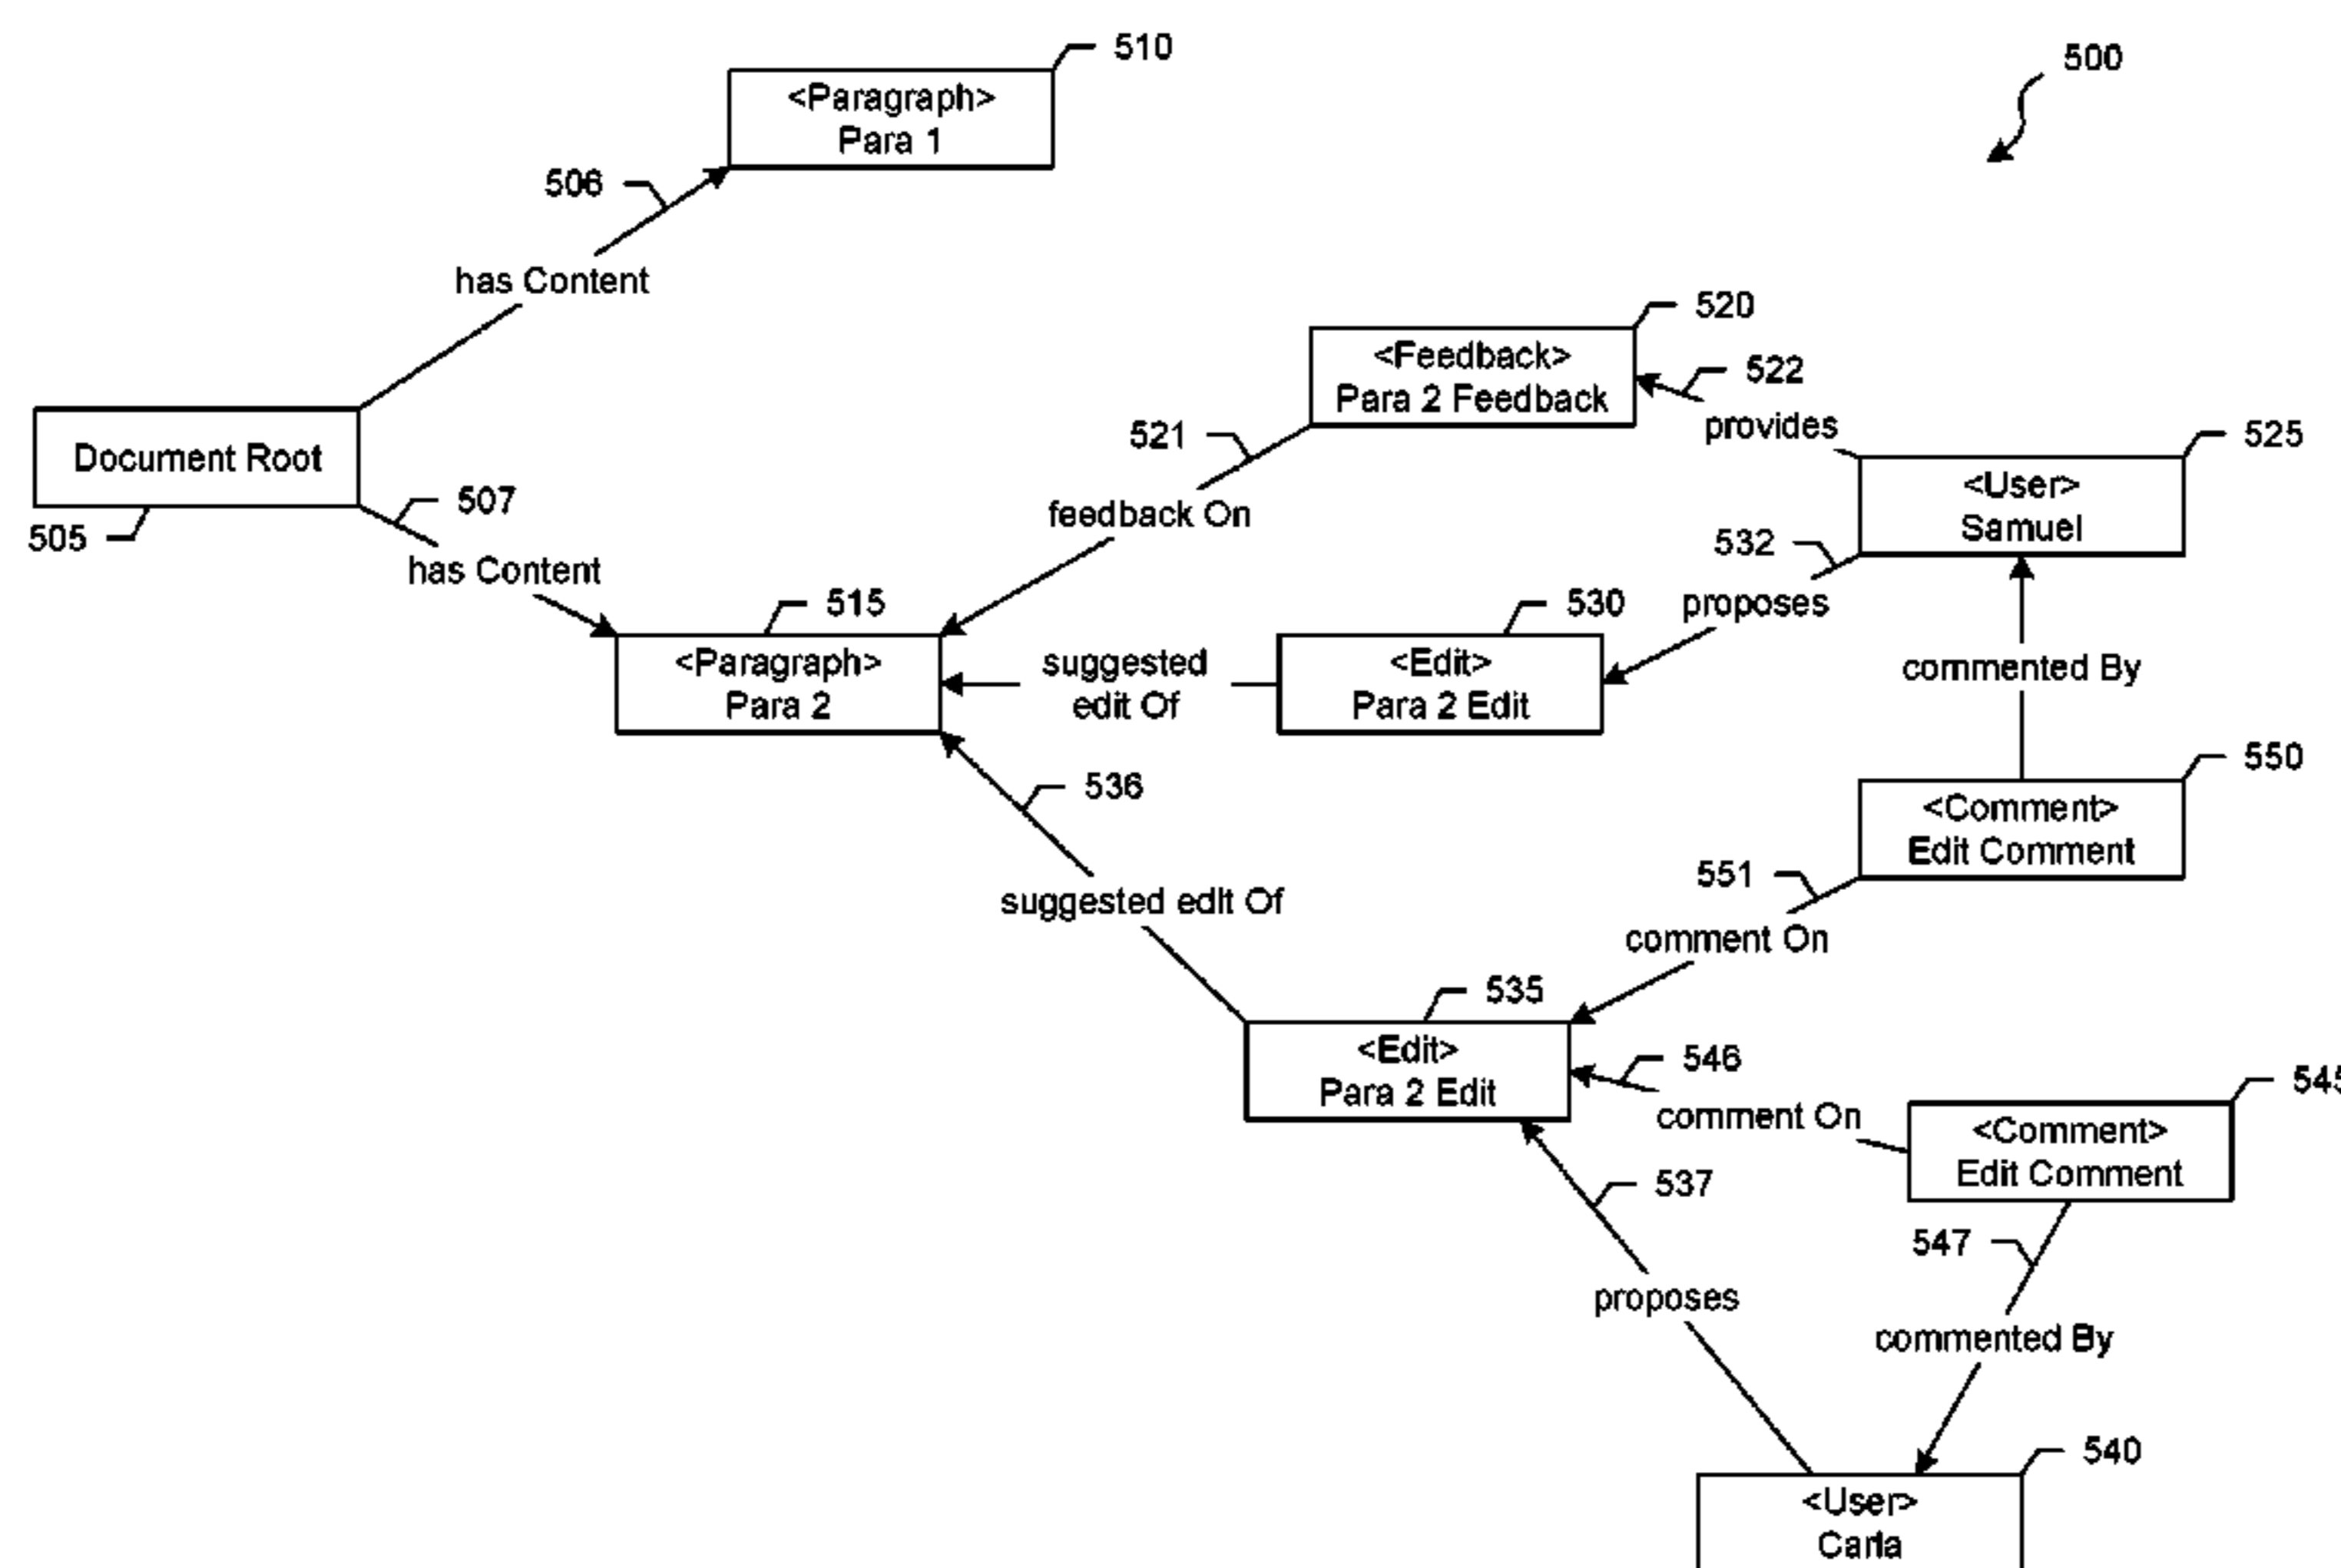 510
500
<Paragraph>
Para 1
506
has Content
520
<Feedback>
Para 2 Feedback
522
provides
521
525
Document Root
<User>
Samuel
507
505
feedback On
532
has Content
515
530
proposes
<Paragraph>
Para 2
suggested
edit Of
<Edit>
Para 2 Edit
commented By
536
550
<Comment>
Edit Comment
551
suggested edit Of
comment On
535
<Edit>
Para 2 Edit
546
545
comment On
<Comment>
Edit Comment
537
547
proposes
commented By
540
<User>
Carla